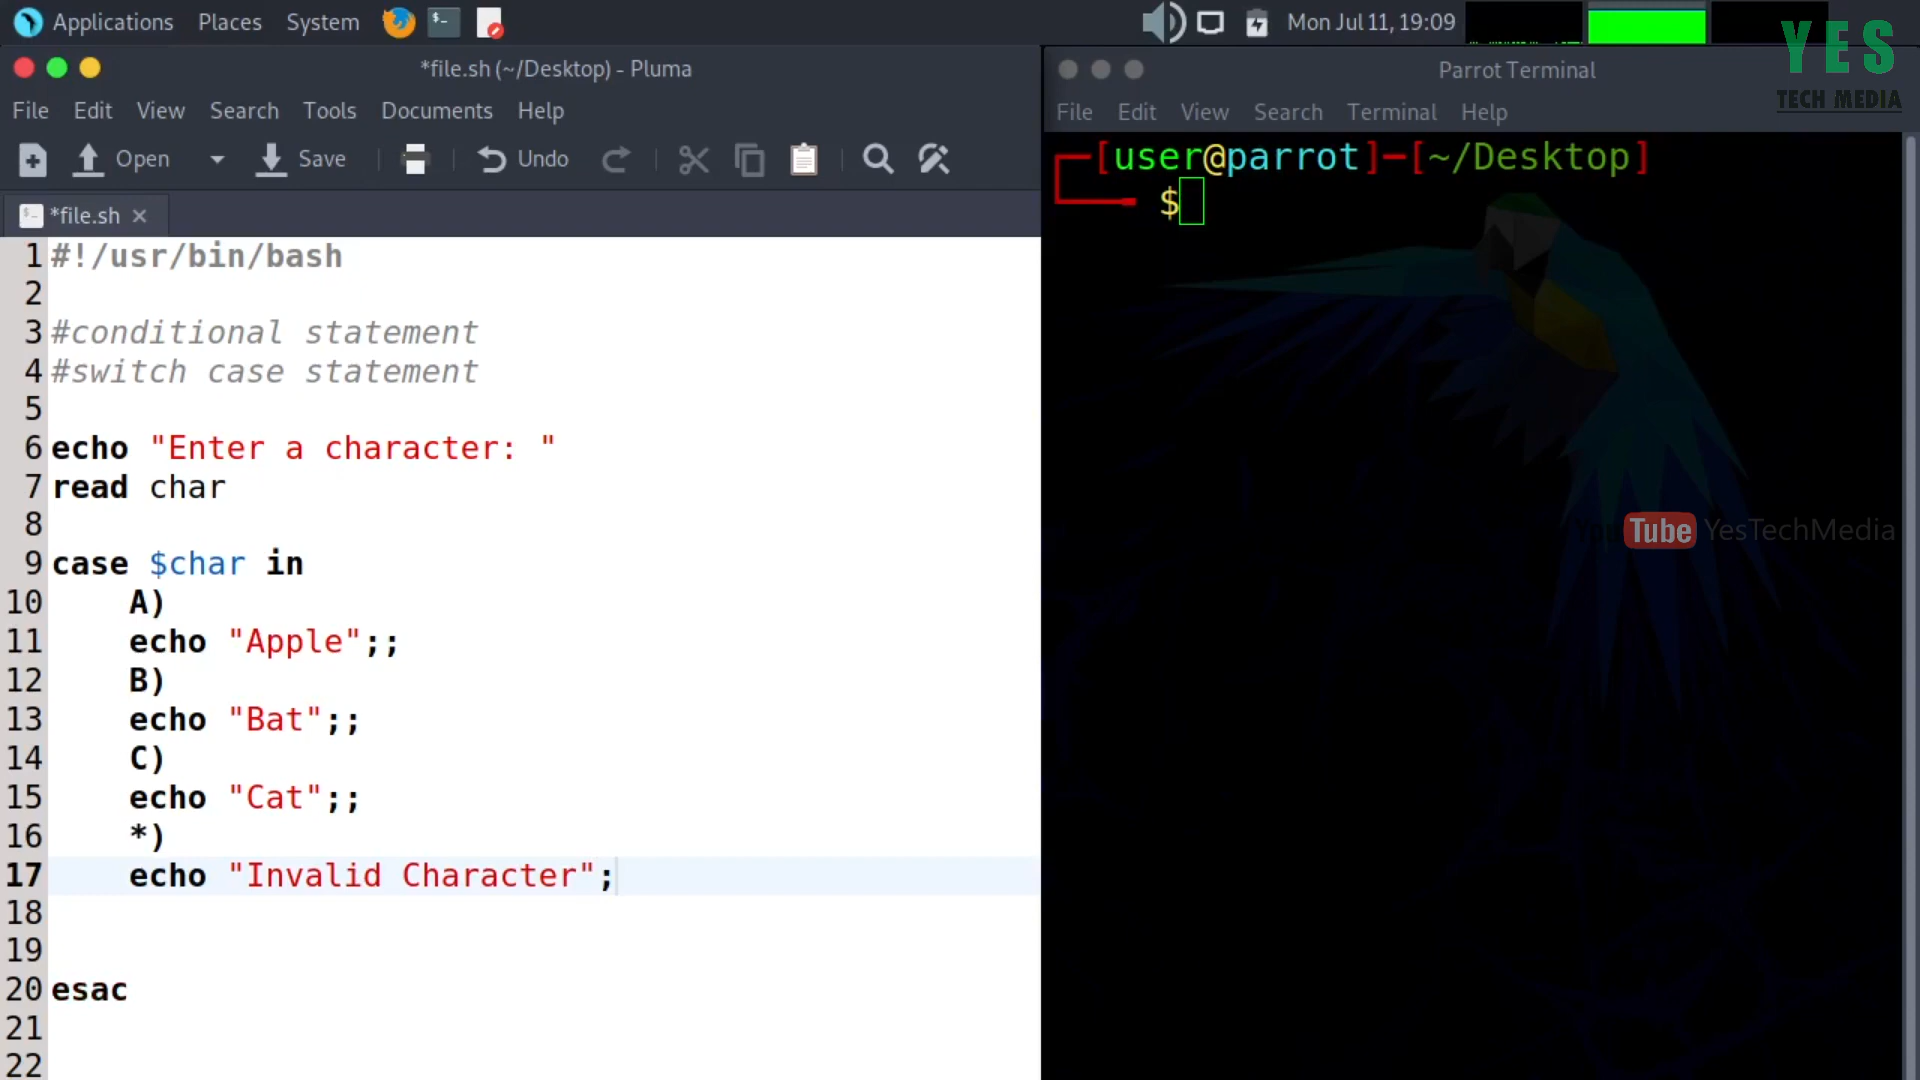 Applications Places System
Mon Jul 11, 19:09
YES
TECH MEDIA
*file.sh (~/Desktop) - Pluma
File Edit View Search Tools Documents Help
Open Save Undo
*file.sh
1 #!/usr/bin/bash
2
3 #conditional statement
4 #switch case statement
5
6 echo "Enter a character: "
7 read char
8
9 case $char in
10 A)
11 echo "Apple";;
12 B)
13 echo "Bat";;
14 C)
15 echo "Cat";;
16 *)
17 echo "Invalid Character";
18
19
20 esac
21
22
Parrot Terminal
File Edit View Search Terminal Help
[user@parrot]-[~/Desktop]
$
You Tube YesTechMedia